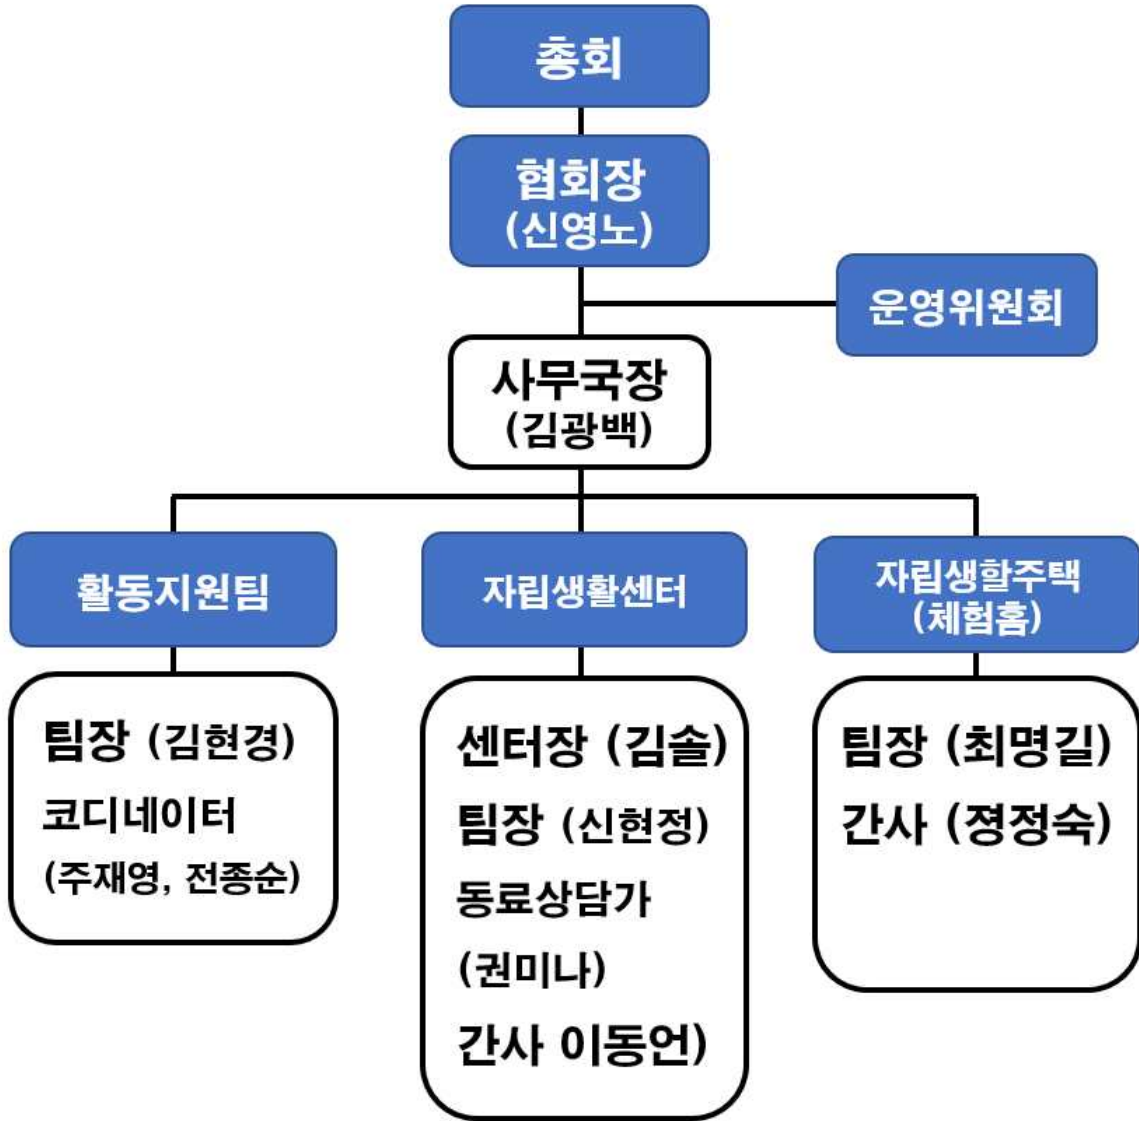 총회
협회장
(신영노)
운영위원회
사무국장
(김광백)
활동지원팀
팀장 (김현경)
코디네이터
(주재영, 전종순)
자립생활센터
센터장 (김솔)
팀장 (신현정)
동료상담가
(권미나)
간사 이동언)
자립생할주택
(체험홈)
팀장 (최명길)
간사 (졍정숙)